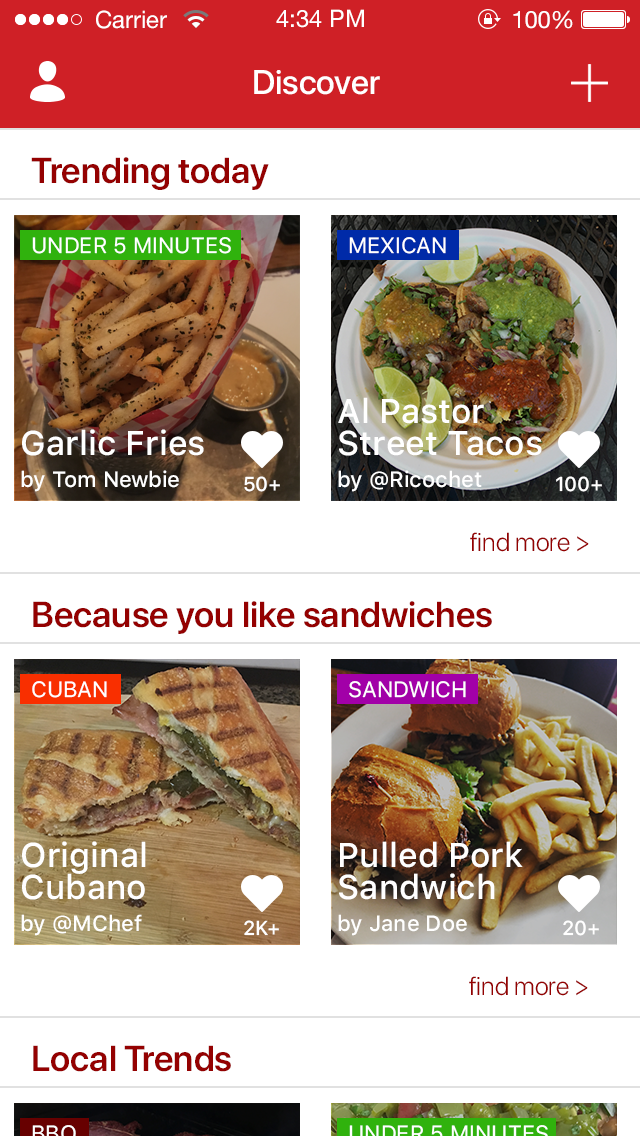 Carrier 4:34 PM 100%
Discover
Trending today
UNDER 5 MINUTES
Garlic Fries
by Tom Newbie
50+
MEXICAN
Al Pastor
Street Tacos
by @Ricochet
100+
find more >
Because you like sandwiches
CUBAN
Original
Cubano
by @MChef
2K+
SANDWICH
Pulled Pork
Sandwich
by Jane Doe
20+
find more >
Local Trends
BBQ
UNDER 5 MINUTES